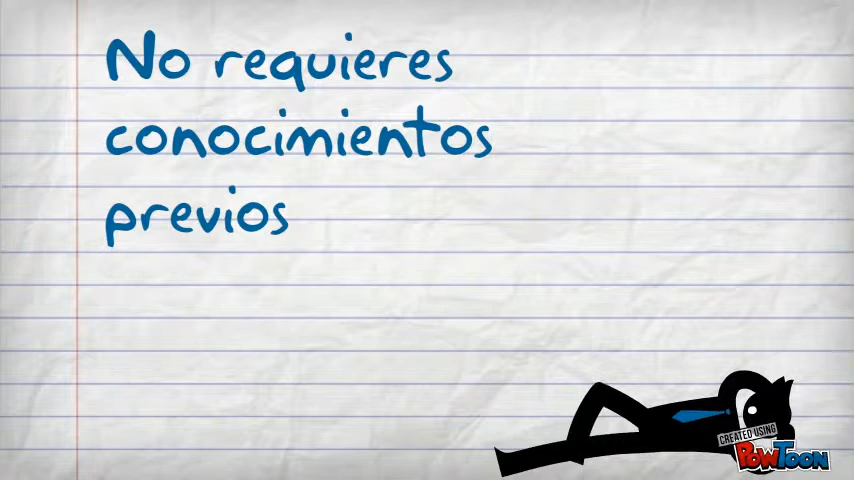 No requieres
conocimientos
previos
CREATED USING
POWTOON